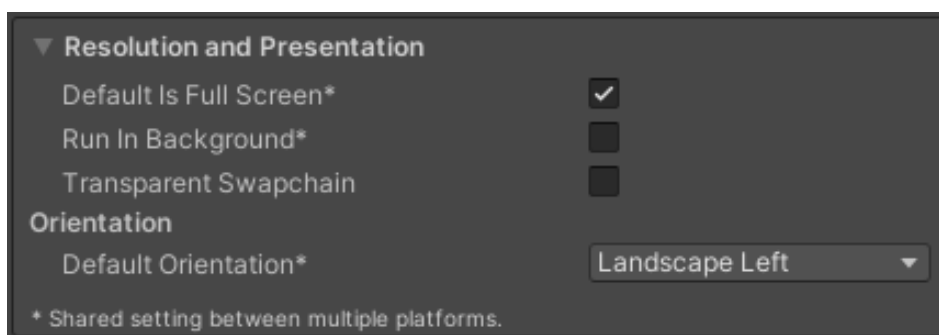 Resolution and Presentation
Default Is Full Screen*
Run In Background*
Transparent Swapchain
Orientation
Default Orientation* Landscape Left
* Shared setting between multiple platforms.